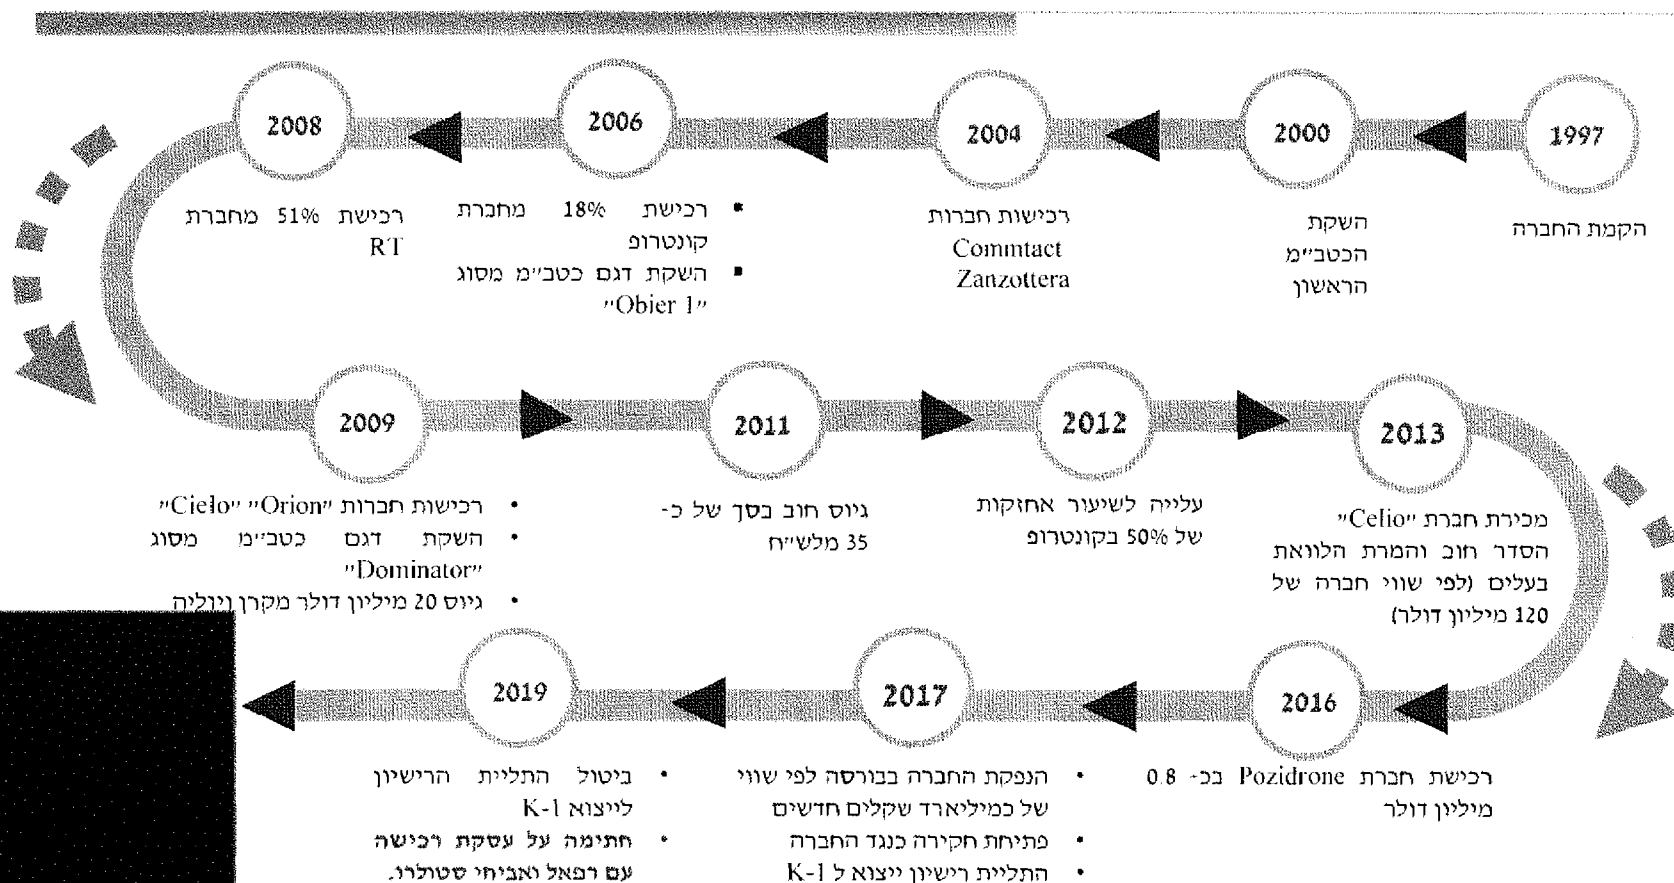 1997
הקמת החברה
2000
השקת
הכטב״מ
הראשון
2004
רכישות חברות
Commtact
Zanzottera
2006
▪ רכישת 18% מחברת
קונטרופ
▪ השקת דגם כטב״מ מסוג
״Obier 1״
2008
רכישת 51% מחברת
RT
2009
• רכישות חברות ״Orion״ ״Cielo״
• השקת דגם כטב״מ מסוג
״Dominator״
• גיוס 20 מיליון דולר מקרן ויוליה
2011
גיוס חוב בסך של כ-
35 מלש״ח
2012
עלייה לשיעור אחזקות
של 50% בקונטרופ
2013
מכירת חברת ״Celio״
הסדר חוב והמרת הלוואת
בעלים (לפי שווי חברה של
120 מיליון דולר)
2016
רכישת חברת Pozidrone בכ- 0.8
מיליון דולר
2017
• הנפקת החברה בבורסה לפי שווי
של כמיליארד שקלים חדשים
• פתיחת חקירה כנגד החברה
• התליית רישיון ייצוא ל K-1
2019
• ביטול התליית הרישיון
לייצוא K-1
• חתימה על עסקת רכישה
עם רפאל ואביחי סטולרו.